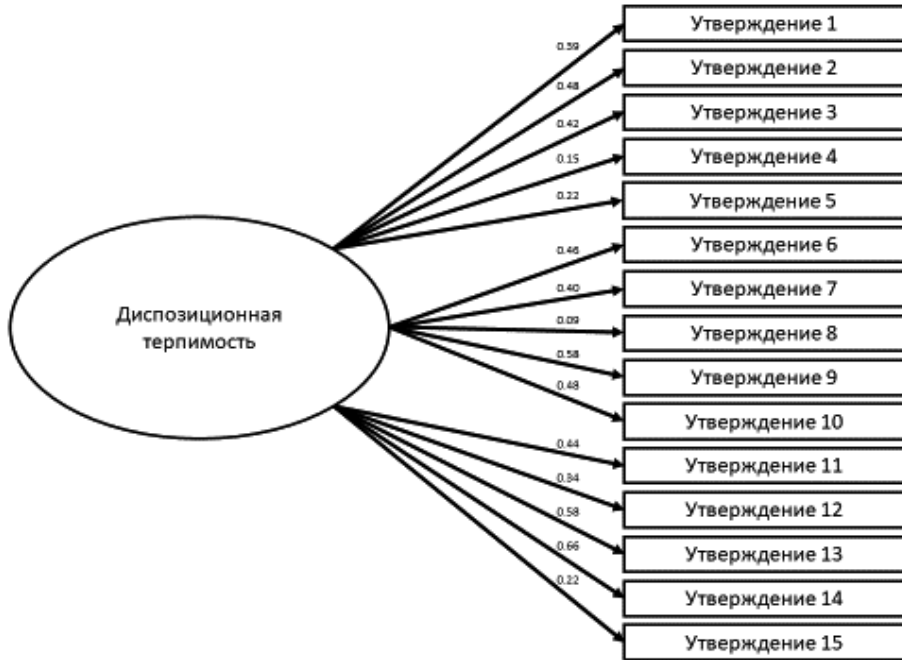 Утверждение 1
0.39
Утверждение 2
0.48
Утверждение 3
0.42
Утверждение 4
0.15
Утверждение 5
0.22
Утверждение 6
0.46
Утверждение 7
0.40
Диспозиционная
терпимость
Утверждение 8
0.09
Утверждение 9
0.58
Утверждение 10
0.48
Утверждение 11
0.44
Утверждение 12
0.34
Утверждение 13
0.58
Утверждение 14
0.66
Утверждение 15
0.22